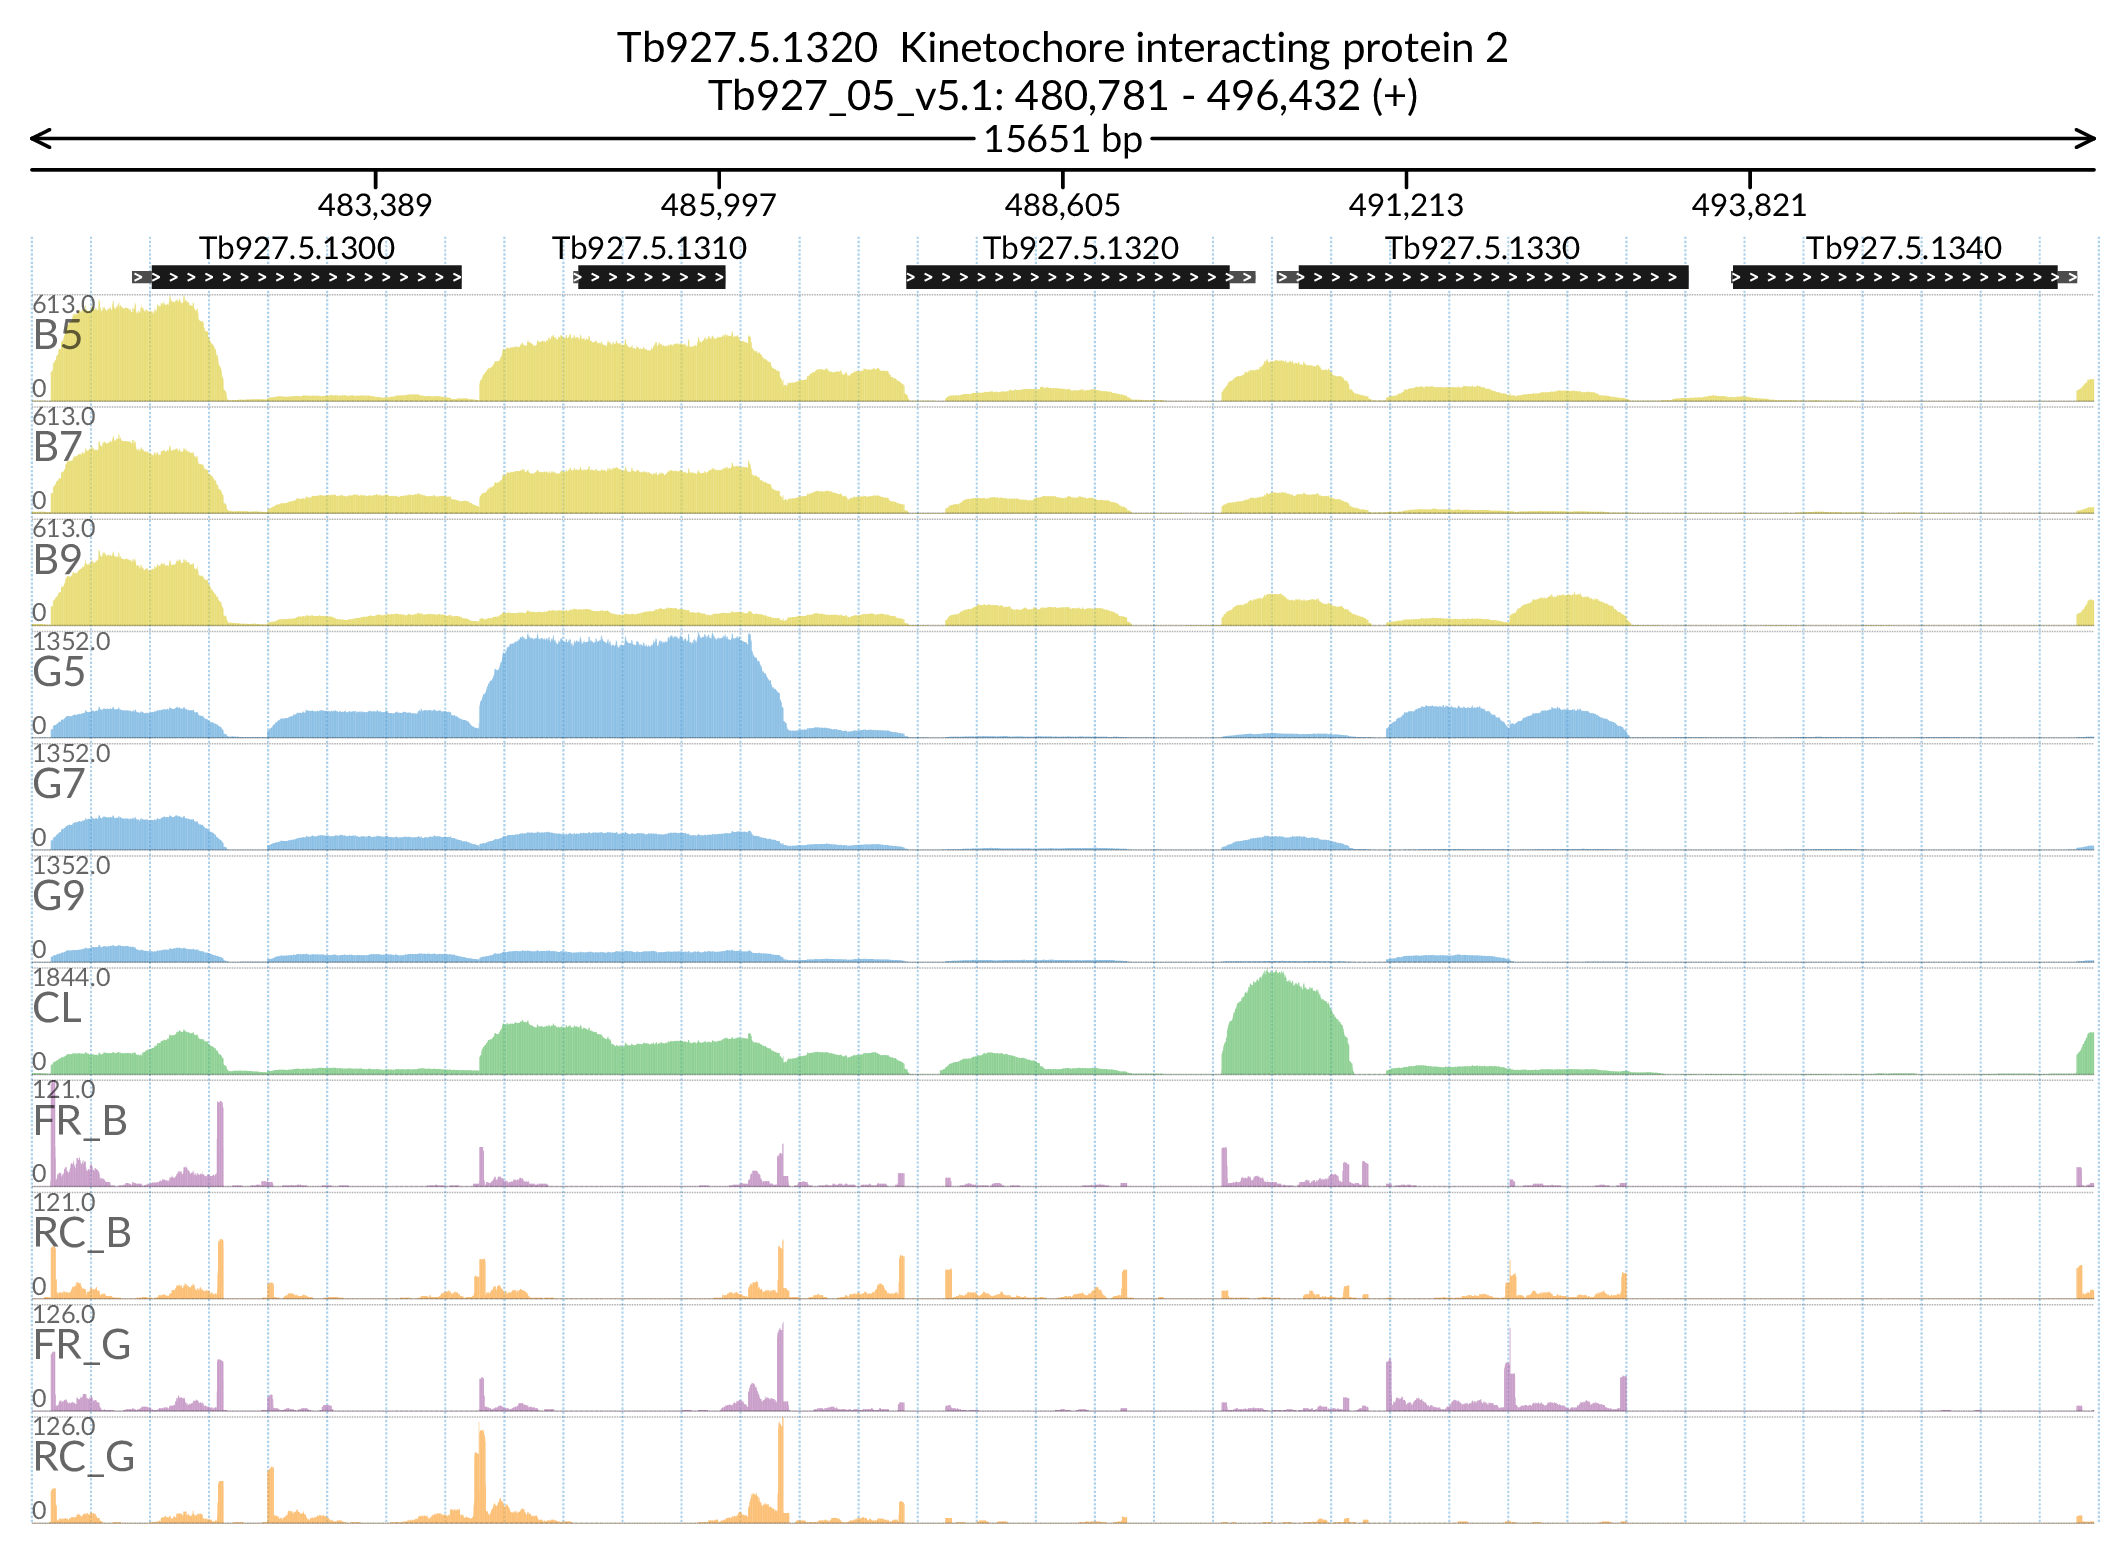 Tb927.5.1320 Kinetochore interacting protein 2
Tb927_05_v5.1: 480,781 - 496,432 (+)
15651 bp
483,389 485,997 488,605 491,213 493,821
Tb927.5.1300 Tb927.5.1310 Tb927.5.1320 Tb927.5.1330 Tb927.5.1340
613.0
B5
0
613.0
B7
0
613.0
B9
0
1352.0
G5
0
1352.0
G7
0
1352.0
G9
0
1844.0
CL
0
121.0
FR_B
0
121.0
RC_B
0
126.0
FR_G
0
126.0
RC_G
0